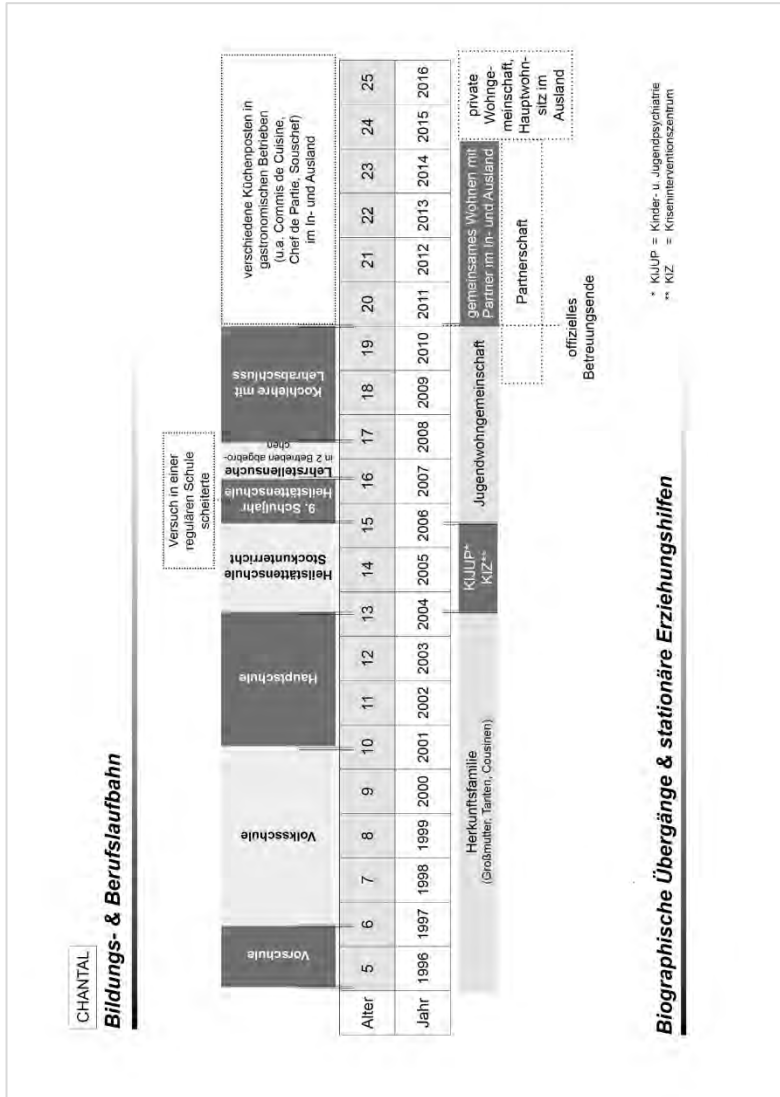 CHANTAL
Bildungs- & Berufslaufbahn
Versuch in einer
regulären Schule
scheiterte
verschiedene Küchenposten in
gastronomischen Betrieben
(u.a. Commis de Cuisine,
Chef de Partie, Souschef)
im In- und Ausland
Vorschule
Volksschule
Hauptschule
Heilstättenschule
Stockunterricht
9. Schuljahr
Heilstättenschule
Lehrstellensuche
in 2 Betrieben abgebro-
chen
Kochlehre mit
Lehrabschluss
Alter 5 6 7 8 9 10 11 12 13 14 15 16 17 18 19 20 21 22 23 24 25
Jahr 1996 1997 1998 1999 2000 2001 2002 2003 2004 2005 2006 2007 2008 2009 2010 2011 2012 2013 2014 2015 2016
Herkunftsfamilie
(Großmutter, Tanten, Cousinen)
KIJUP*
KIZ**
Jugendwohngemeinschaft
gemeinsames Wohnen mit
Partner im In- und Ausland
private
Wohnge-
meinschaft,
Hauptwohn-
sitz im
Ausland
Partnerschaft
offizielles
Betreuungsende
Biographische Übergänge & stationäre Erziehungshilfen
* KIJUP = Kinder- u. Jugendpsychiatrie
** KIZ = Kriseninterventionszentrum